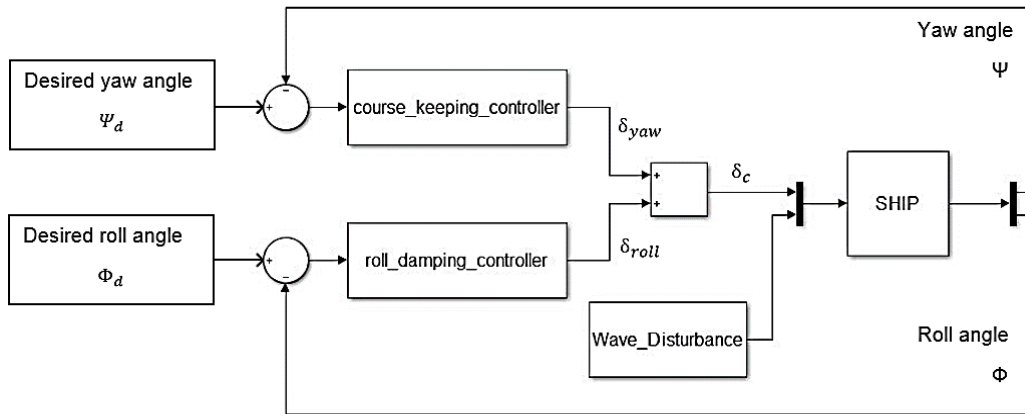 Yaw angle
Ψ
Desired yaw angle
Ψ_d
+
−
course_keeping_controller
δ_yaw
+
+
δ_c
SHIP
Desired roll angle
Φ_d
+
−
roll_damping_controller
δ_roll
Wave_Disturbance
Roll angle
Φ